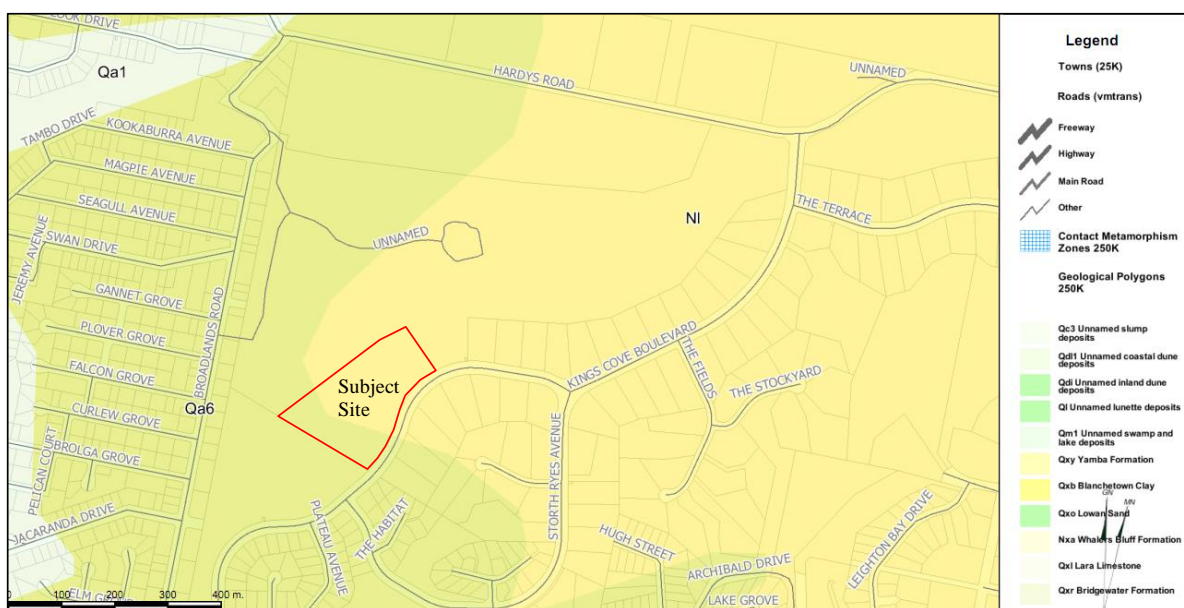 COOK DRIVE
Qa1
HARDYS ROAD
UNNAMED
TAMBO DRIVE
KOOKABURRA AVENUE
MAGPIE AVENUE
SEAGULL AVENUE
SWAN DRIVE
JEREMY AVENUE
GANNET GROVE
PLOVER GROVE
FALCON GROVE
CURLEW GROVE
BROLGA GROVE
PELICAN COURT
JACARANDA DRIVE
ELM GROVE
BROADLANDS ROAD
Qa6
UNNAMED
Nl
THE TERRACE
Subject
Site
KINGS COVE BOULEVARD
THE FIELDS
THE STOCKYARD
STORTH RYES AVENUE
PLATEAU AVENUE
THE HABITAT
HUGH STREET
ARCHIBALD DRIVE
LAKE GROVE
LEIGHTON BAY DRIVE
0 100 200 300 400 m.
Legend
Towns (25K)
Roads (vmtrans)
Freeway
Highway
Main Road
Other
Contact Metamorphism
Zones 250K
Geological Polygons
250K
Qc3 Unnamed slump
deposits
Qdl1 Unnamed coastal dune
deposits
Qdi Unnamed inland dune
deposits
Ql Unnamed lunette deposits
Qm1 Unnamed swamp and
lake deposits
Qxy Yamba Formation
Qxb Blanchetown Clay
GN
MN
Qxo Lowan Sand
Nxa Whalers Bluff Formation
Qxl Lara Limestone
Qxr Bridgewater Formation